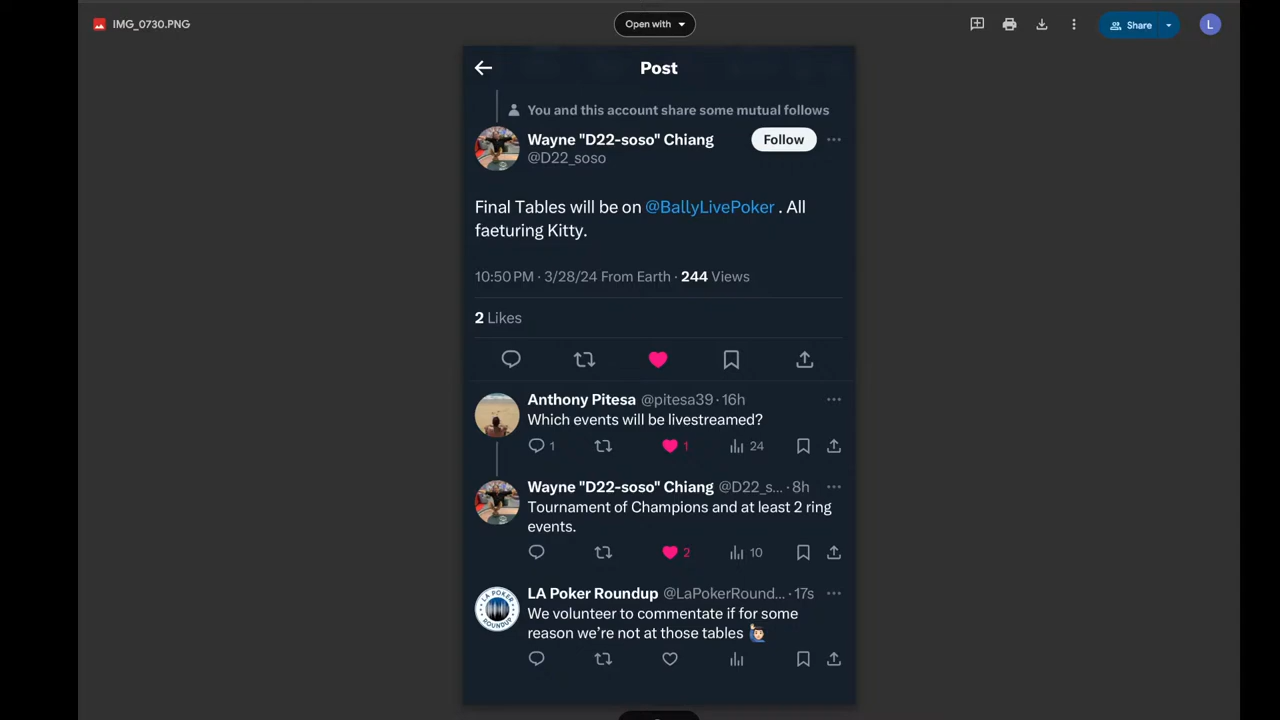 IMG_0730.PNG
Open with
Share
L
Post
You and this account share some mutual follows
Wayne "D22-soso" Chiang
Follow
@D22_soso
Final Tables will be on @BallyLivePoker . All
faeturing Kitty.
10:50 PM · 3/28/24 From Earth · 244 Views
2 Likes
Anthony Pitesa @pitesa39 · 16h
Which events will be livestreamed?
1 1 24
Wayne "D22-soso" Chiang @D22_s... · 8h
Tournament of Champions and at least 2 ring
events.
2 10
LA Poker Roundup @LaPokerRound... · 17s
LA POKER
ROUNDUP
We volunteer to commentate if for some
reason we’re not at those tables 🙋🏻‍♂️